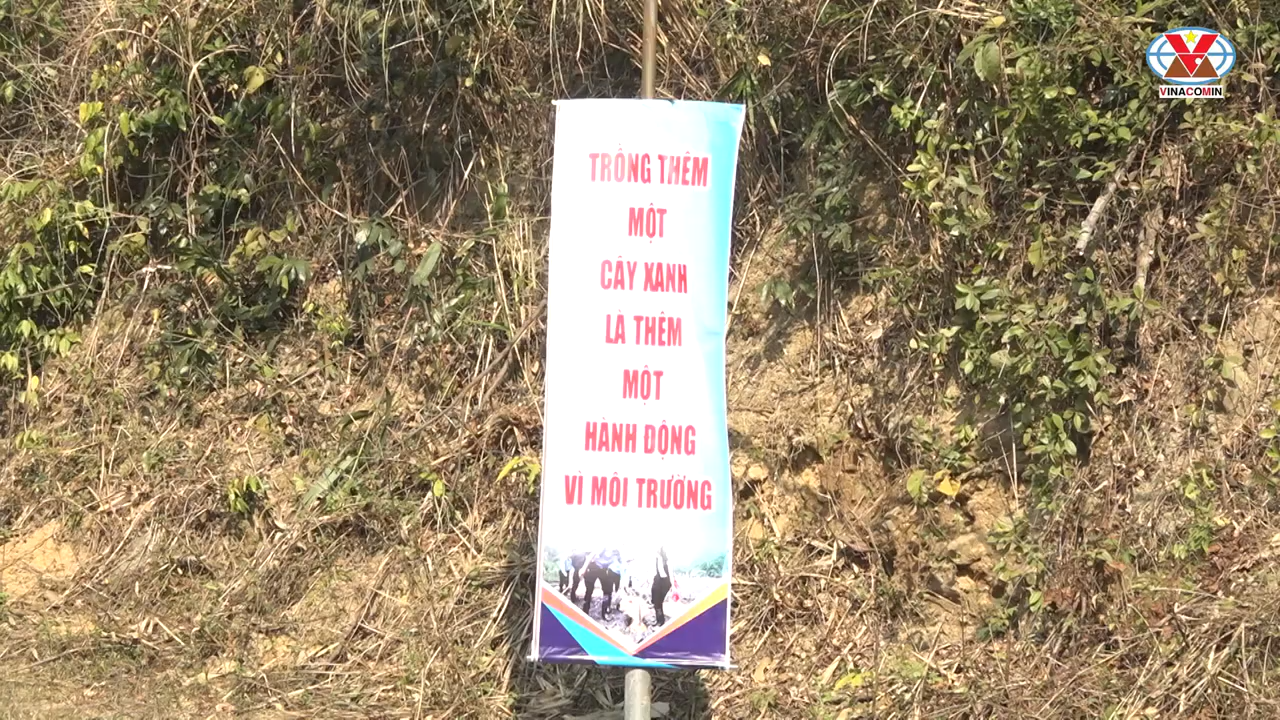 VINACOMIN
TRỒNG THÊM
MỘT
CÂY XANH
LÀ THÊM
MỘT
HÀNH ĐỘNG
VÌ MÔI TRƯỜNG